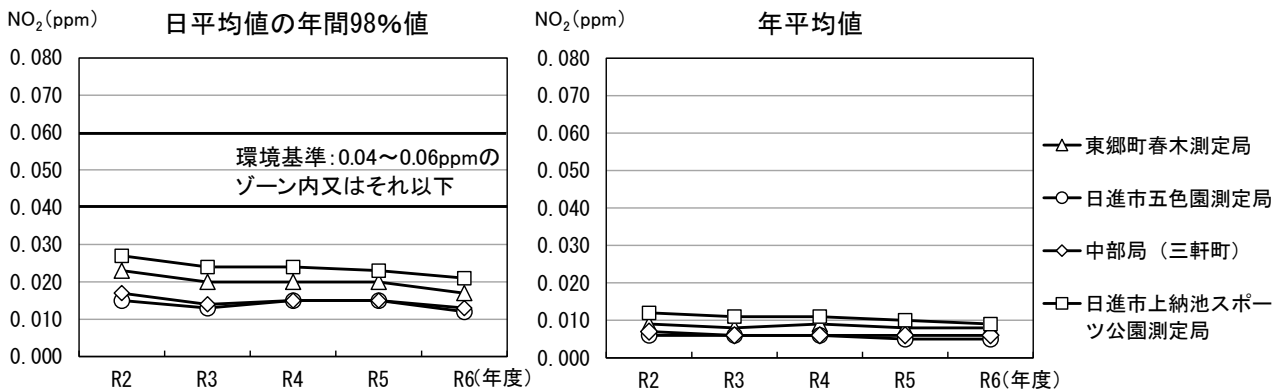 NO₂(ppm)
日平均値の年間98%値
0.080
0.070
0.060
0.050
0.040
0.030
0.020
0.010
0.000
環境基準:0.04～0.06ppmの
ゾーン内又はそれ以下
R2 R3 R4 R5 R6(年度)
NO₂(ppm)
年平均値
0.080
0.070
0.060
0.050
0.040
0.030
0.020
0.010
0.000
R2 R3 R4 R5 R6(年度)
東郷町春木測定局
日進市五色園測定局
中部局（三軒町）
日進市上納池スポー
ツ公園測定局